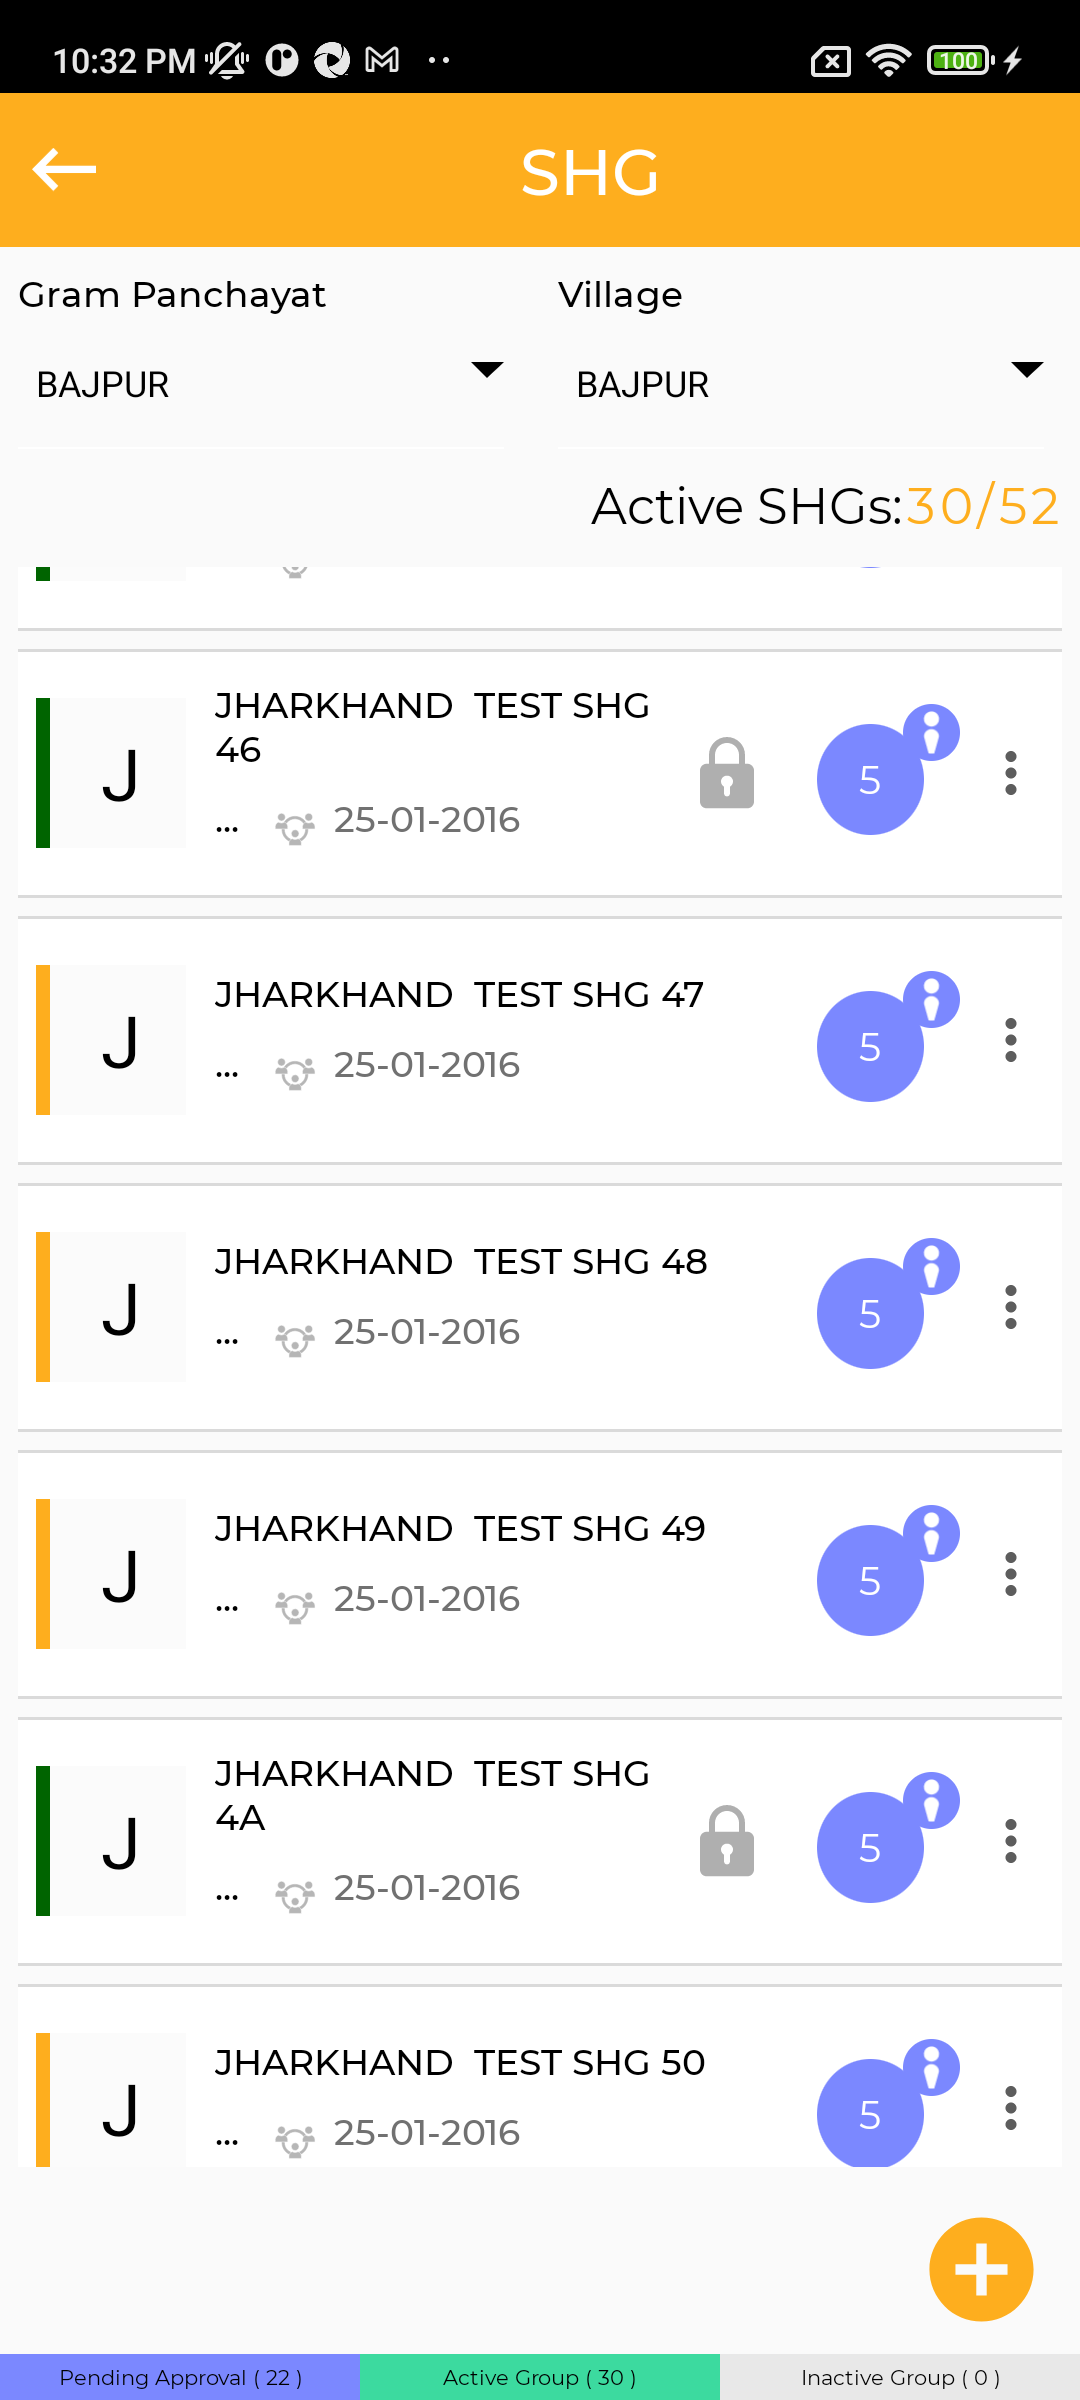 10:32 PM
100
SHG
Gram Panchayat
Village
BAJPUR
BAJPUR
Active SHGs:30/52
JHARKHAND  TEST SHG
46
...
25-01-2016
J
5
JHARKHAND  TEST SHG 47
...
25-01-2016
J
5
JHARKHAND  TEST SHG 48
...
25-01-2016
J
5
JHARKHAND  TEST SHG 49
...
25-01-2016
J
5
JHARKHAND  TEST SHG
4A
...
25-01-2016
J
5
JHARKHAND  TEST SHG 50
...
25-01-2016
J
5
Pending Approval ( 22 )
Active Group ( 30 )
Inactive Group ( 0 )